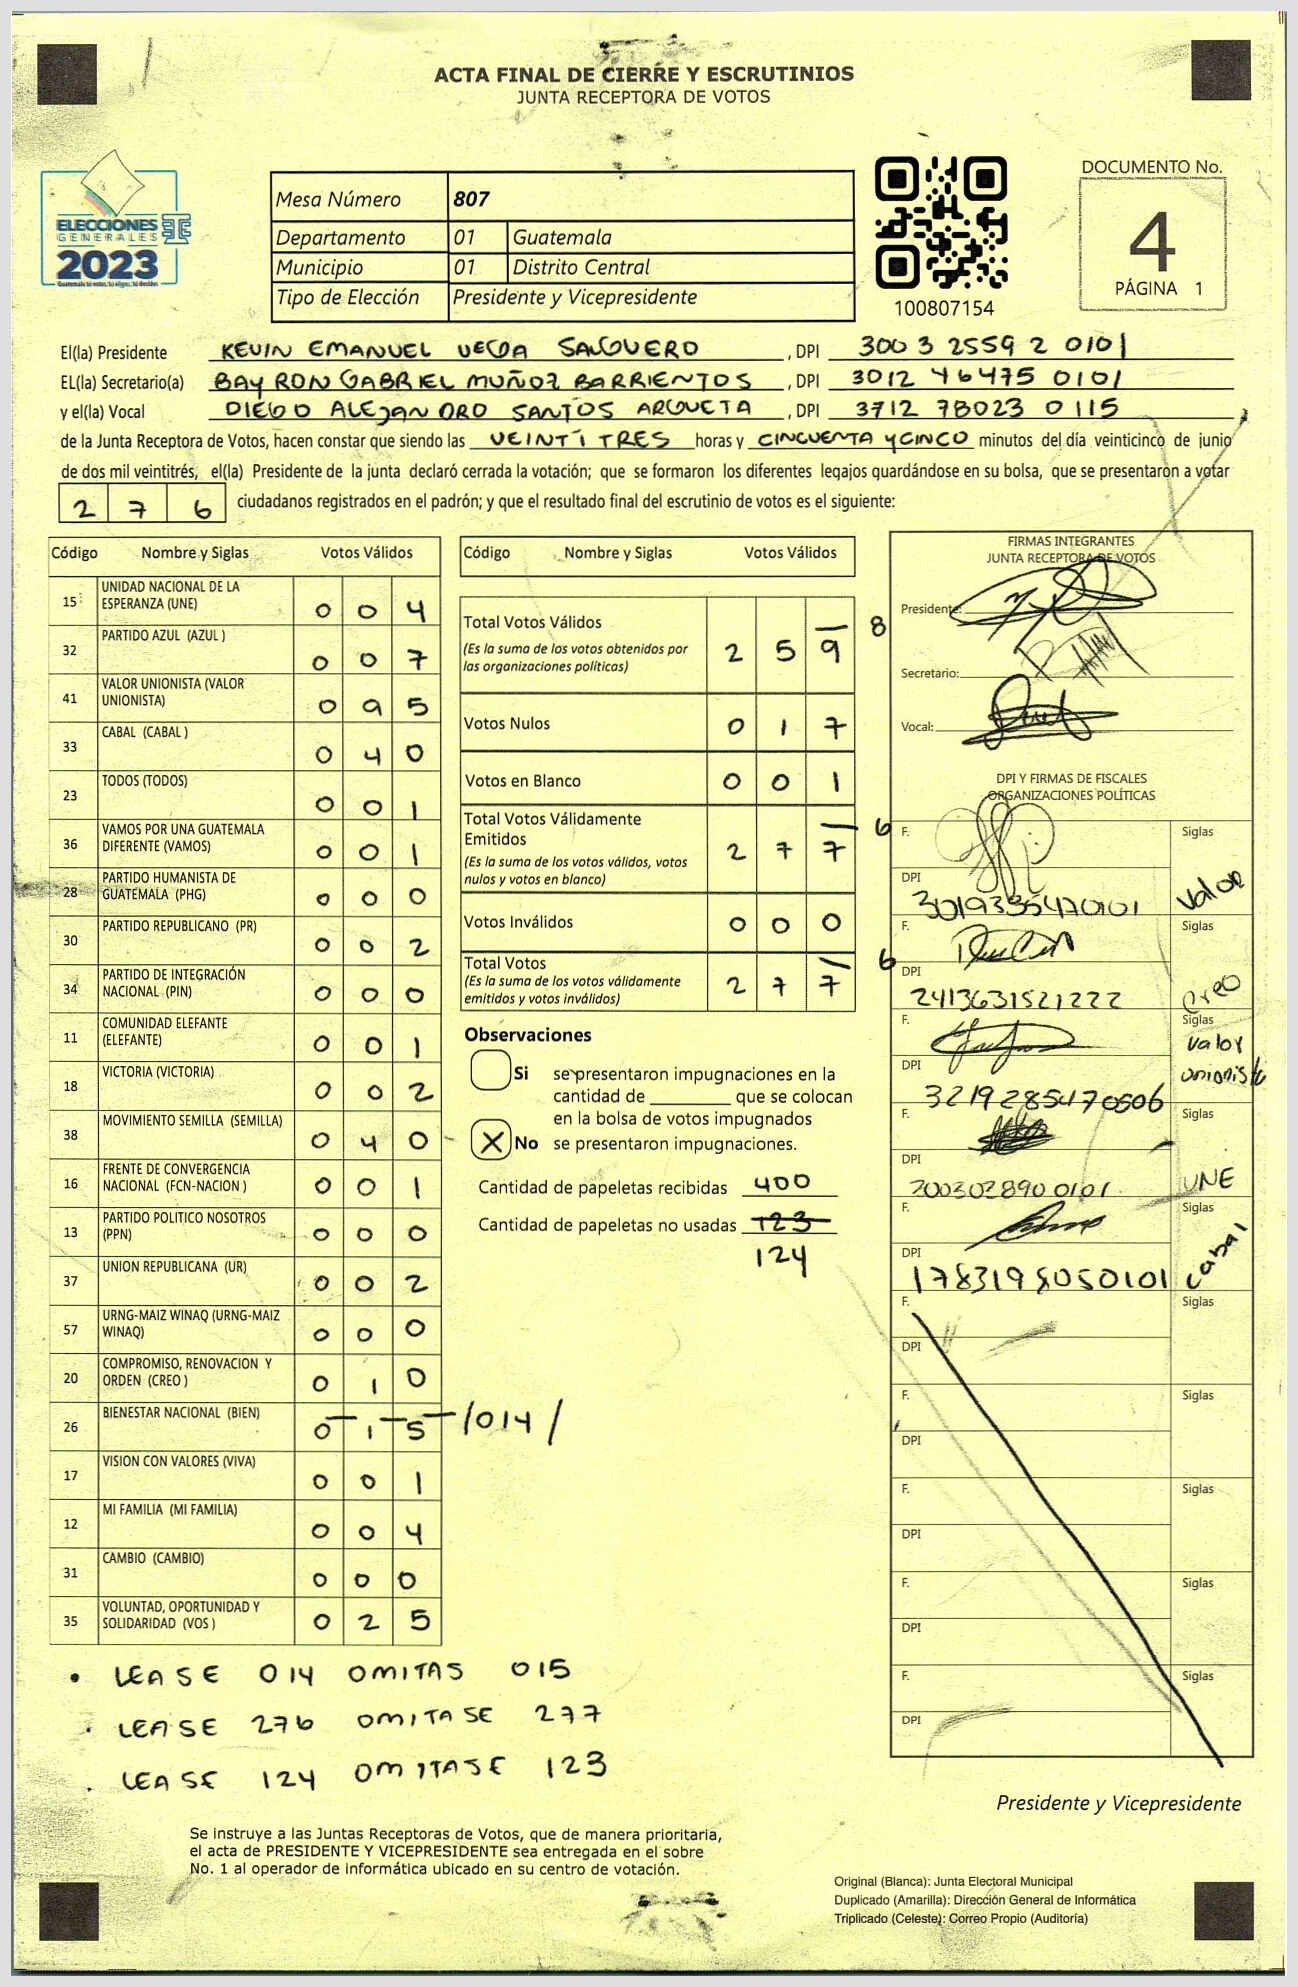 ACTA FINAL DE CIERRE Y ESCRUTINIOS
JUNTA RECEPTORA DE VOTOS
ELECCIONES
GENERALES
2023
Mesa Número 807
Departamento 01 Guatemala
Municipio 01 Distrito Central
Tipo de Elección Presidente y Vicepresidente
100807154
DOCUMENTO No.
4
PÁGINA 1
El(la) Presidente KEVIN EMANUEL SALGUERO, DPI 3003 2559 2 0101
EL(la) Secretario(a) BAYRON GABRIEL MUÑOZ BARRIENTOS, DPI 3012 46475 0101
y el(la) Vocal DIEGO ALEJANDRO SANTOS ARGUETA, DPI 3712 78023 0115
de la Junta Receptora de Votos, hacen constar que siendo las VEINTITRES horas y CINCUENTA Y CINCO minutos del día veinticinco de junio
de dos mil veintitrés, el(la) Presidente de la junta declaró cerrada la votación; que se formaron los diferentes legajos guardándose en su bolsa, que se presentaron a votar
2 7 6 ciudadanos registrados en el padrón; y que el resultado final del escrutinio de votos es el siguiente:
Código Nombre y Siglas Votos Válidos
15 UNIDAD NACIONAL DE LA ESPERANZA (UNE) 0 0 4
32 PARTIDO AZUL (AZUL ) 0 0 7
41 VALOR UNIONISTA (VALOR UNIONISTA) 0 9 5
33 CABAL (CABAL ) 0 4 0
23 TODOS (TODOS) 0 0 1
36 VAMOS POR UNA GUATEMALA DIFERENTE (VAMOS) 0 0 1
28 PARTIDO HUMANISTA DE GUATEMALA (PHG) 0 0 0
30 PARTIDO REPUBLICANO (PR) 0 0 2
34 PARTIDO DE INTEGRACIÓN NACIONAL (PIN) 0 0 0
11 COMUNIDAD ELEFANTE (ELEFANTE) 0 0 1
18 VICTORIA (VICTORIA) 0 0 2
38 MOVIMIENTO SEMILLA (SEMILLA) 0 4 0
16 FRENTE DE CONVERGENCIA NACIONAL (FCN-NACION ) 0 0 1
13 PARTIDO POLITICO NOSOTROS (PPN) 0 0 0
37 UNION REPUBLICANA (UR) 0 0 2
57 URNG-MAIZ WINAQ (URNG-MAIZ WINAQ) 0 0 0
20 COMPROMISO, RENOVACION Y ORDEN (CREO ) 0 1 0
26 BIENESTAR NACIONAL (BIEN) 0 1 5 /014/
17 VISION CON VALORES (VIVA) 0 0 1
12 MI FAMILIA (MI FAMILIA) 0 0 4
31 CAMBIO (CAMBIO) 0 0 0
35 VOLUNTAD, OPORTUNIDAD Y SOLIDARIDAD (VOS ) 0 2 5
Código Nombre y Siglas Votos Válidos
Total Votos Válidos 2 5 9 8
(Es la suma de los votos obtenidos por
las organizaciones políticas)
Votos Nulos 0 1 7
Votos en Blanco 0 0 1
Total Votos Válidamente
Emitidos 2 7 7 6
(Es la suma de los votos válidos, votos
nulos y votos en blanco)
Votos Inválidos 0 0 0
Total Votos 2 7 7 6
(Es la suma de los votos válidamente
emitidos y votos inválidos)
Observaciones
Si se presentaron impugnaciones en la
cantidad de ________ que se colocan
en la bolsa de votos impugnados
X No se presentaron impugnaciones.
Cantidad de papeletas recibidas 400
Cantidad de papeletas no usadas 123
124
FIRMAS INTEGRANTES
JUNTA RECEPTORA DE VOTOS
Presidente:
Secretario:
Vocal:
DPI Y FIRMAS DE FISCALES
ORGANIZACIONES POLÍTICAS
F. Siglas
DPI 3019335470101 Valor
F. Siglas
DPI 2413631521222 Creo
F. Siglas
DPI 3219285470506 Valor unionista
F. Siglas
DPI 2003028900101 UNE
F. Siglas
DPI 1783198050101 Cabal
F. Siglas
DPI
F. Siglas
DPI
F. Siglas
DPI
F. Siglas
DPI
F. Siglas
DPI
• LEASE 014 OMITAS 015
• LEASE 276 OMITASE 277
• LEASE 124 OMITASE 123
Presidente y Vicepresidente
Se instruye a las Juntas Receptoras de Votos, que de manera prioritaria,
el acta de PRESIDENTE Y VICEPRESIDENTE sea entregada en el sobre
No. 1 al operador de informática ubicado en su centro de votación.
Original (Blanca): Junta Electoral Municipal
Duplicado (Amarilla): Dirección General de Informática
Triplicado (Celeste): Correo Propio (Auditoría)